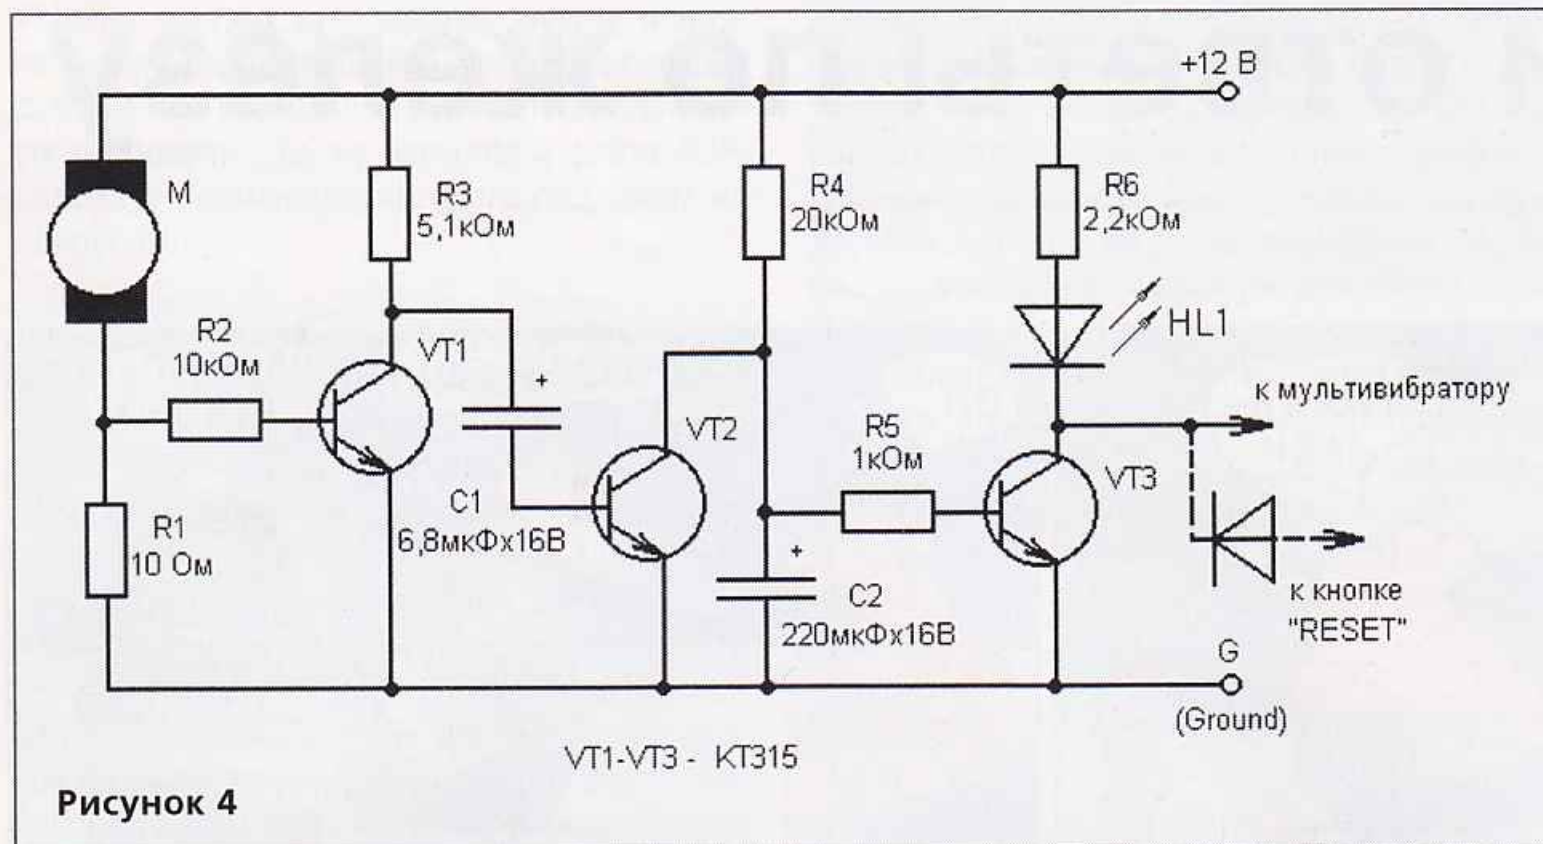 +12 В
М
R3
5,1кОм
R4
20кОм
R6
2,2кОм
R2
10кОм
VT1
HL1
к мультивибратору
+
VT2
R5
1кОм
VT3
C1
6,8мкФх16В
R1
10 Ом
+
C2
220мкФх16В
к кнопке
"RESET"
G
(Ground)
VT1-VT3 - КТ315
Рисунок 4